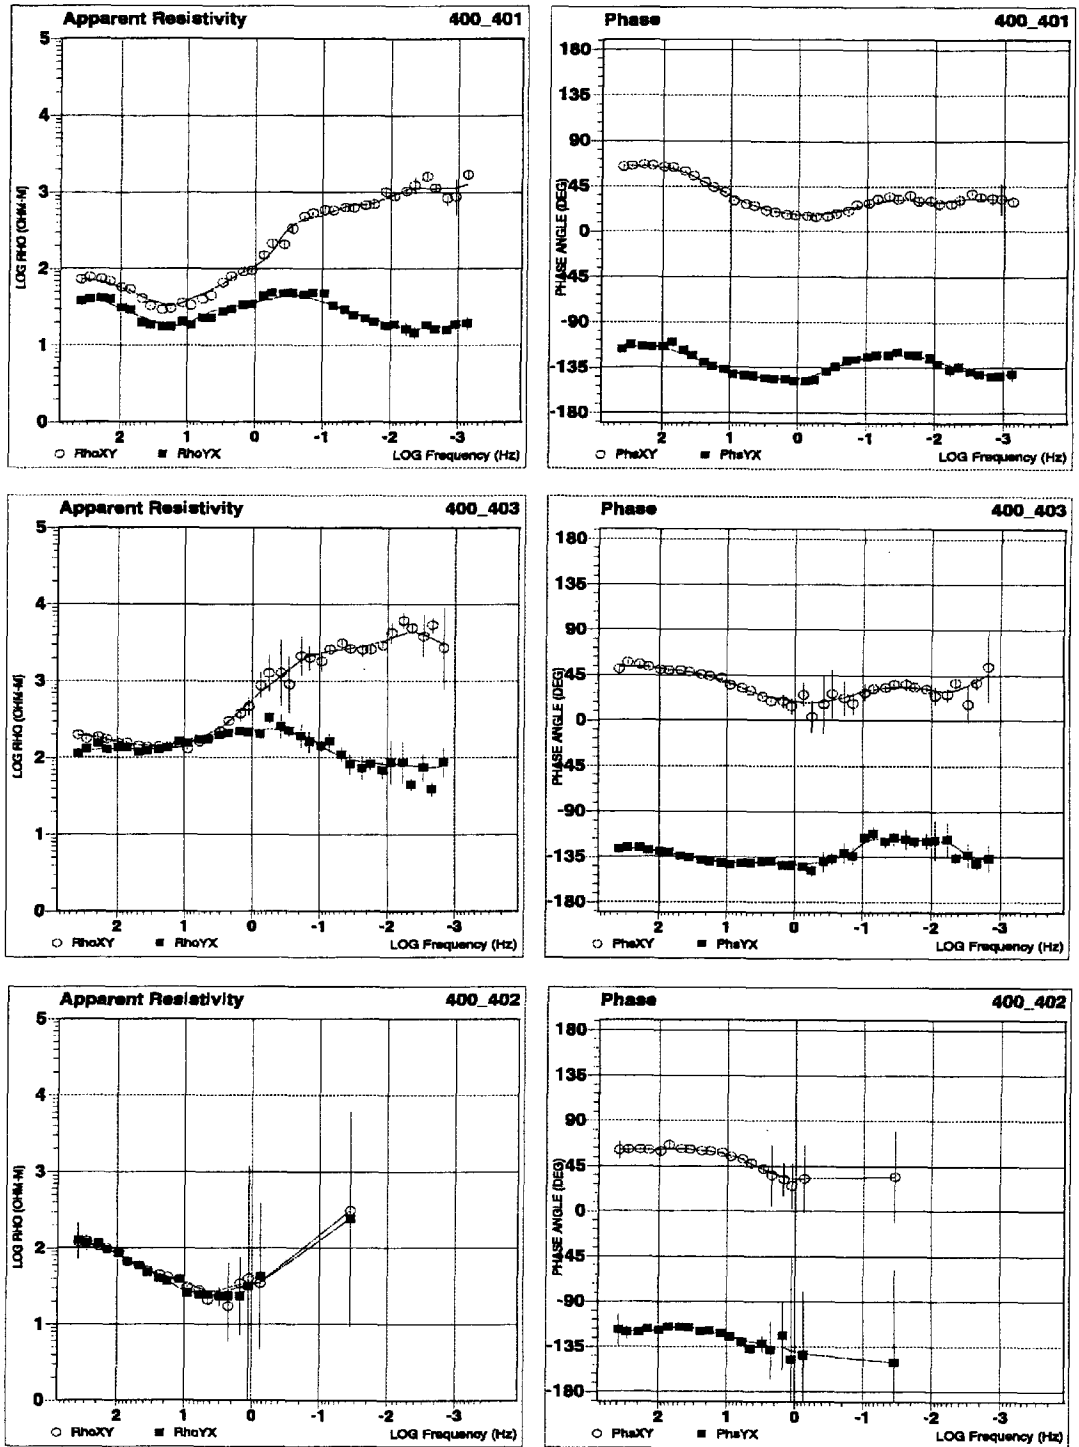 Apparent Resistivity 400_401
5
4
3
2
1
0
LOG RHO (OHM-M)
2 1 0 -1 -2 -3
○ RhoXY ■ RhoYX LOG Frequency (Hz)
Phase 400_401
180
135
90
45
0
-45
-90
-135
-180
PHASE ANGLE (DEG)
2 1 0 -1 -2 -3
○ PhsXY ■ PhsYX LOG Frequency (Hz)
Apparent Resistivity 400_403
5
4
3
2
1
0
LOG RHO (OHM-M)
2 1 0 -1 -2 -3
○ RhoXY ■ RhoYX LOG Frequency (Hz)
Phase 400_403
180
135
90
45
0
-45
-90
-135
-180
PHASE ANGLE (DEG)
2 1 0 -1 -2 -3
○ PhsXY ■ PhsYX LOG Frequency (Hz)
Apparent Resistivity 400_402
5
4
3
2
1
0
LOG RHO (OHM-M)
2 1 0 -1 -2 -3
○ RhoXY ■ RhoYX LOG Frequency (Hz)
Phase 400_402
180
135
90
45
0
-45
-90
-135
-180
PHASE ANGLE (DEG)
2 1 0 -1 -2 -3
○ PhsXY ■ PhsYX LOG Frequency (Hz)